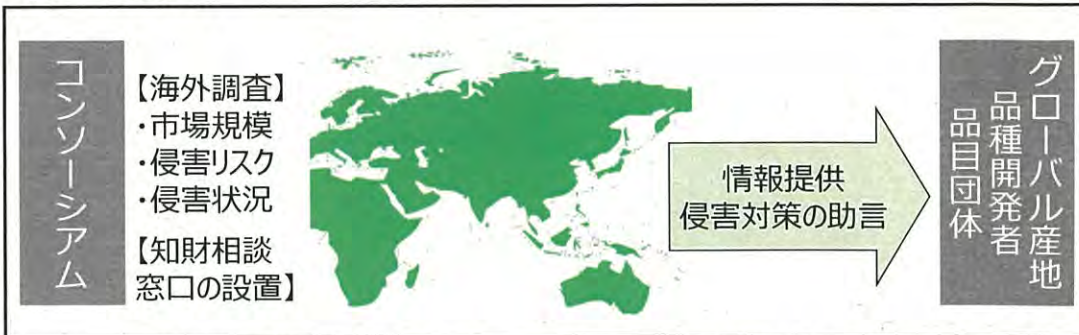 コンソーシアム
【海外調査】
・市場規模
・侵害リスク
・侵害状況
【知財相談
窓口の設置】
情報提供
侵害対策の助言
グローバル産地
品種開発者
品目団体